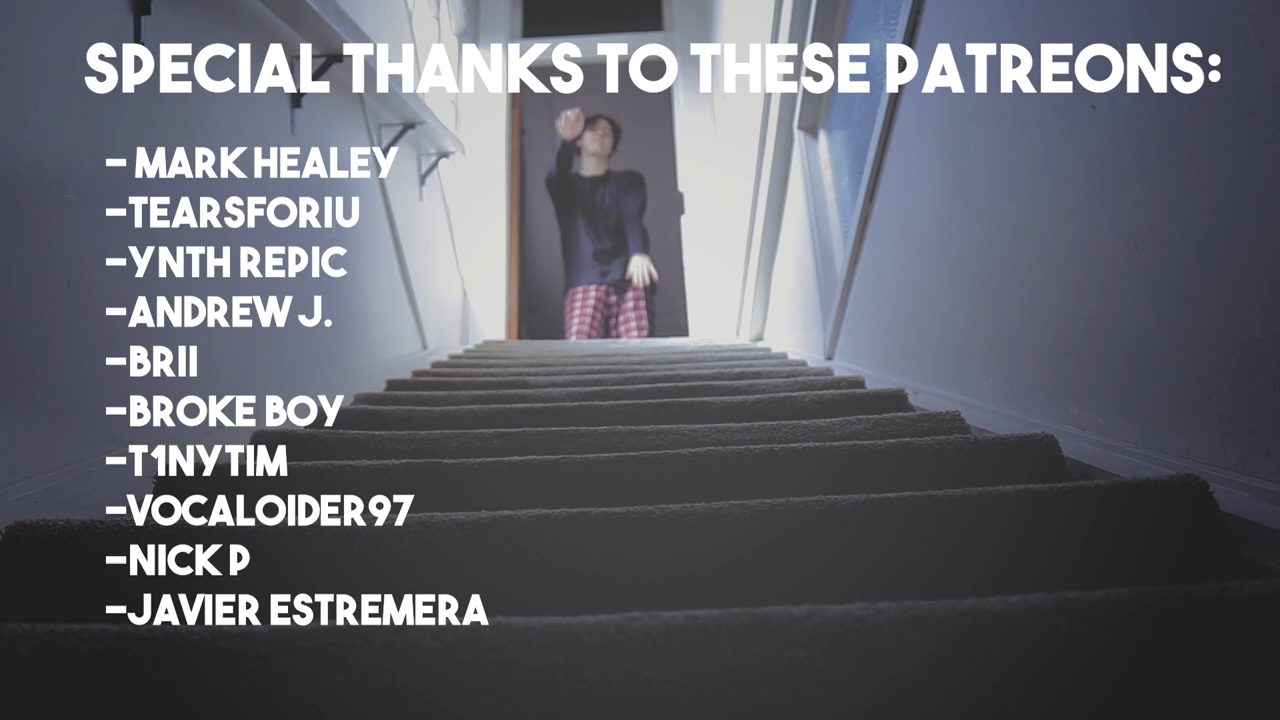 SPECIAL THANKS TO THESE PATREONS:
- MARK HEALEY
-TEARSFORIU
-YNTH REPIC
-ANDREW J.
-BRII
-BROKE BOY
-T1NYTIM
-VOCALOIDER97
-NICK P
-JAVIER ESTREMERA